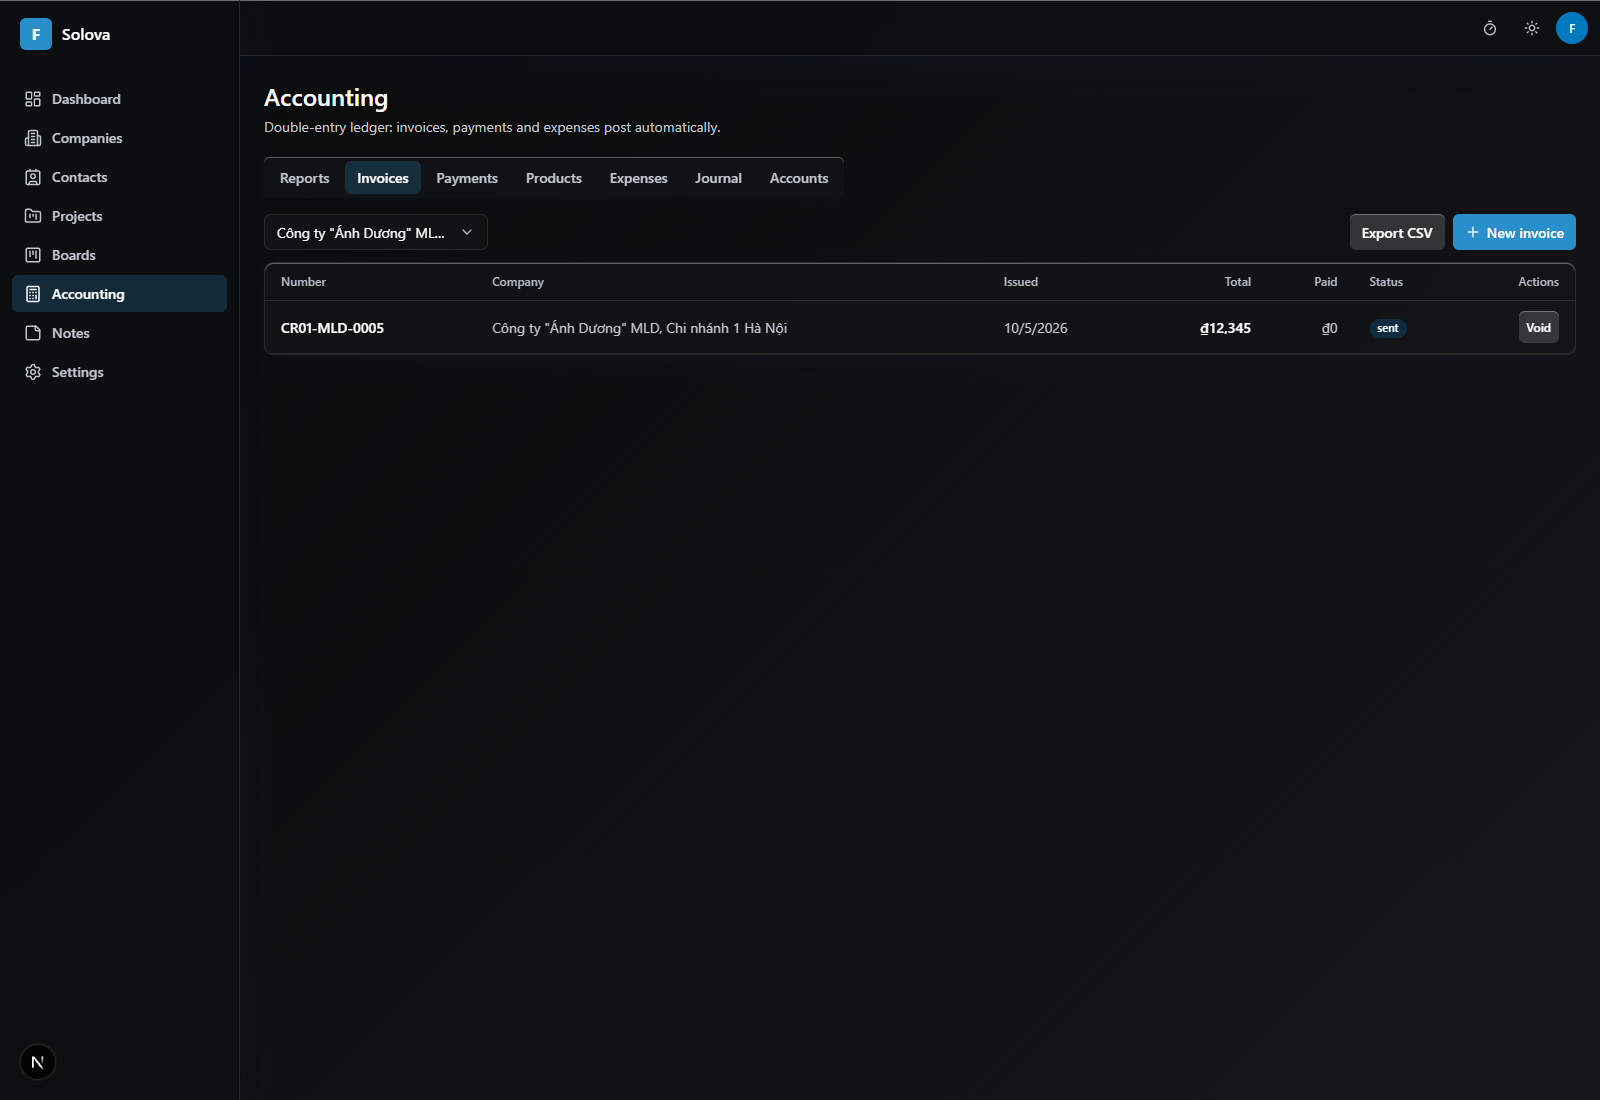 F Solova
F
Dashboard
Companies
Contacts
Projects
Boards
Accounting
Notes
Settings
N
Accounting
Double-entry ledger: invoices, payments and expenses post automatically.
Reports Invoices Payments Products Expenses Journal Accounts
Công ty "Ánh Dương" ML...
Export CSV
+ New invoice
Number Company Issued Total Paid Status Actions
CR01-MLD-0005 Công ty "Ánh Dương" MLD, Chi nhánh 1 Hà Nội 10/5/2026 ₫12,345 ₫0 sent Void